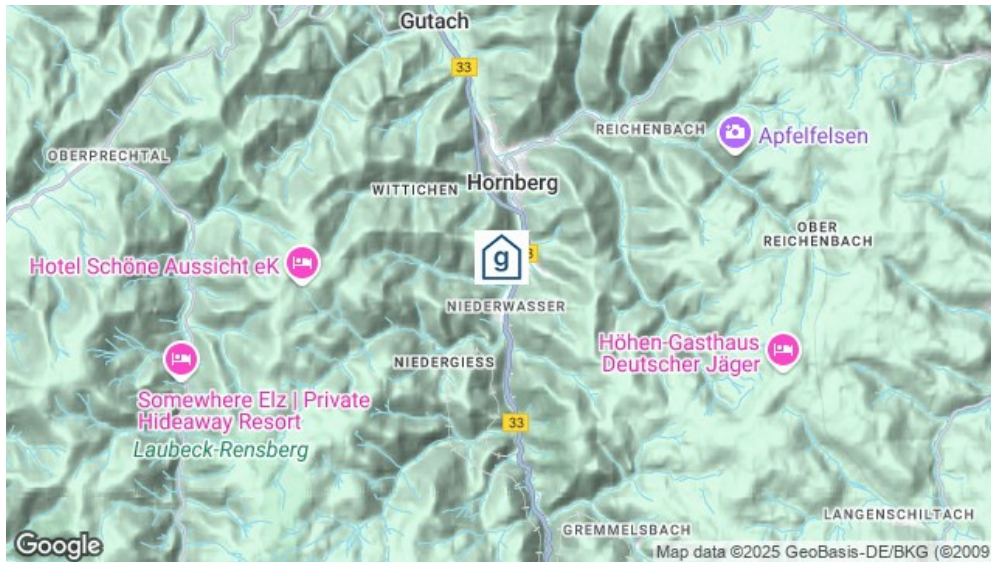 Gutach
33
REICHENBACH
Apfelfelsen
OBERPRECHTAL
WITTICHEN
Hornberg
OBER
REICHENBACH
g
Hotel Schöne Aussicht eK
NIEDERWASSER
Höhen-Gasthaus
Deutscher Jäger
NIEDERGIESS
Somewhere Elz | Private
Hideaway Resort
33
Laubeck-Rensberg
LANGENSCHILTACH
GREMMELSBACH
Google
Map data ©2025 GeoBasis-DE/BKG (©2009